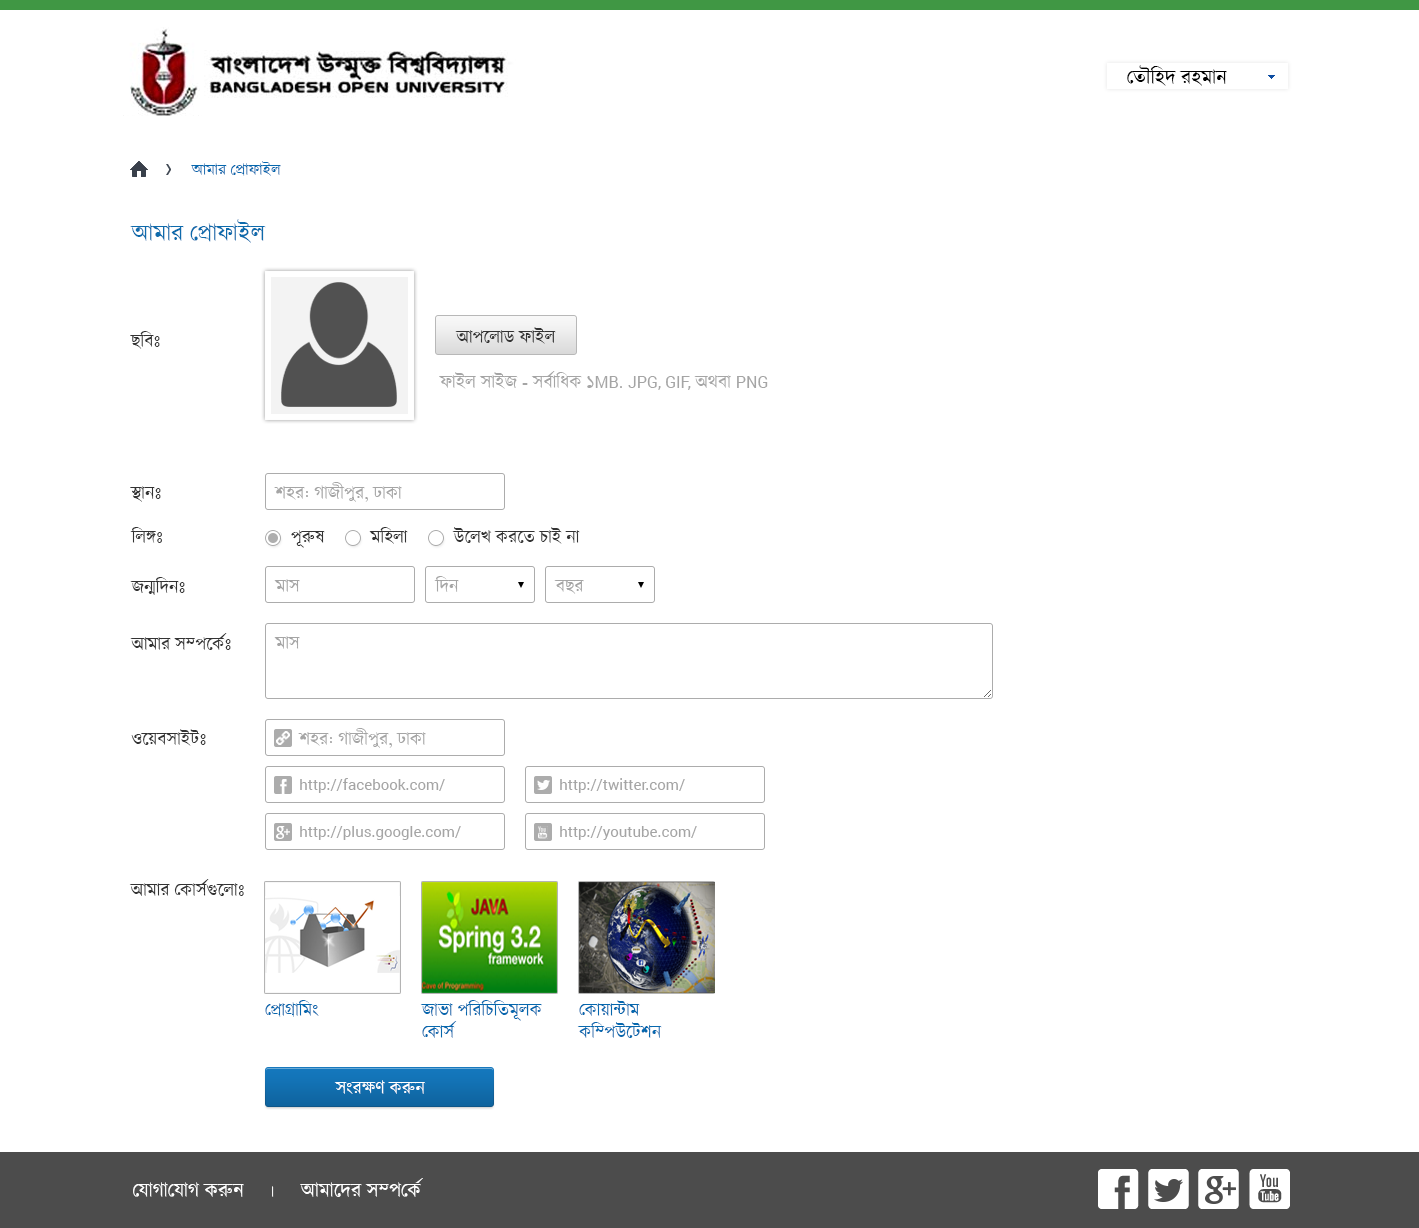 বাংলাদেশ উন্মুক্ত বিশ্ববিদ্যালয়
BANGLADESH OPEN UNIVERSITY
তৌহিদ রহমান
আমার প্রোফাইল
আমার প্রোফাইল
ছবিঃ
আপলোড ফাইল
ফাইল সাইজ - সর্বাধিক ১MB. JPG, GIF, অথবা PNG
স্থানঃ
শহর: গাজীপুর, ঢাকা
লিঙ্গঃ
পূরুষ মহিলা উলেখ করতে চাই না
জন্মদিনঃ
মাস দিন বছর
আমার সম্পর্কেঃ
মাস
ওয়েবসাইটঃ
শহর: গাজীপুর, ঢাকা
http://facebook.com/ http://twitter.com/
http://plus.google.com/ http://youtube.com/
আমার কোর্সগুলোঃ
JAVA
Spring 3.2
framework
Cave of Programming
প্রোগ্রামিং
জাভা পরিচিতিমূলক
কোর্স
কোয়ান্টাম
কম্পিউটেশন
সংরক্ষণ করুন
যোগাযোগ করুন | আমাদের সম্পর্কে
You
Tube